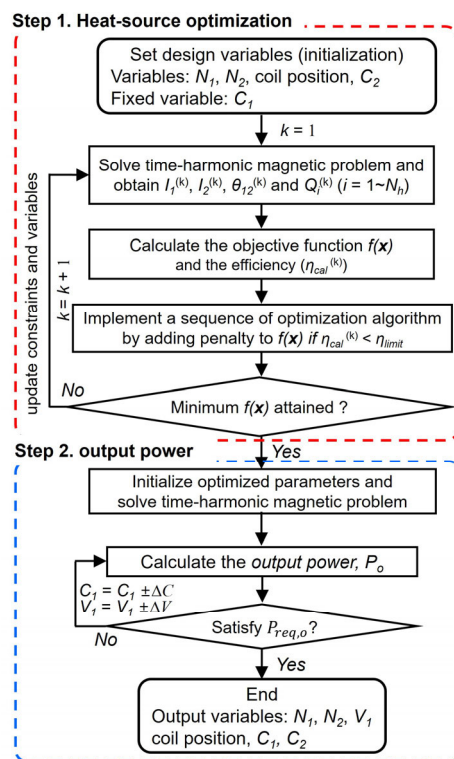 Step 1. Heat-source optimization
Set design variables (initialization)
Variables: N₁, N₂, coil position, C₂
Fixed variable: C₁
k = 1
Solve time-harmonic magnetic problem and
obtain I₁⁽ᵏ⁾, I₂⁽ᵏ⁾, θ₁₂⁽ᵏ⁾ and Qᵢ⁽ᵏ⁾ (i = 1~Nₕ)
Calculate the objective function f(x)
and the efficiency (η_cal⁽ᵏ⁾)
Implement a sequence of optimization algorithm
by adding penalty to f(x) if η_cal⁽ᵏ⁾ < η_limit
update constraints and variables
k = k + 1
No
Minimum f(x) attained ?
Yes
Step 2. output power
Initialize optimized parameters and
solve time-harmonic magnetic problem
Calculate the output power, Pₒ
C₁ = C₁ ±ΔC
V₁ = V₁ ±ΔV
No
Satisfy P_req,o?
Yes
End
Output variables: N₁, N₂, V₁
coil position, C₁, C₂